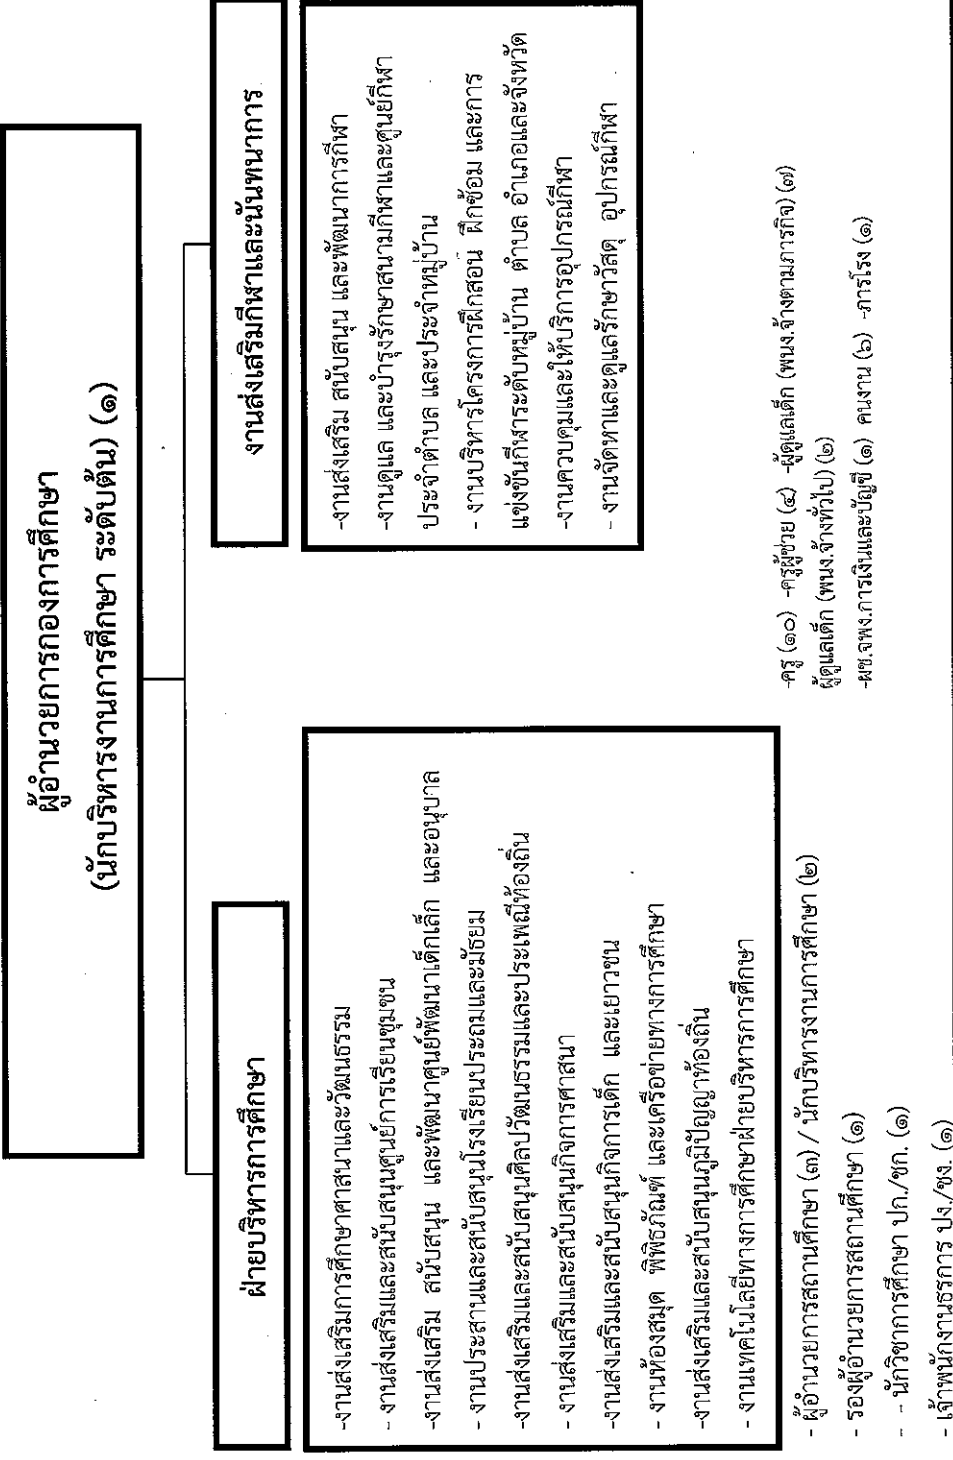 ผู้อำนวยการกองการศึกษา
(นักบริหารงานการศึกษา ระดับต้น) (๑)
ฝ่ายบริหารการศึกษา
-งานส่งเสริมการศึกษาศาสนาและวัฒนธรรม
- งานส่งเสริมและสนับสนุนศูนย์การเรียนชุมชน
-งานส่งเสริม สนับสนุน และพัฒนาศูนย์พัฒนาเด็กเล็ก และอนุบาล
- งานประสานและสนับสนุนโรงเรียนประถมและมัธยม
-งานส่งเสริมและสนับสนุนศิลปวัฒนธรรมและประเพณีท้องถิ่น
- งานส่งเสริมและสนับสนุนกิจการศาสนา
-งานส่งเสริมและสนับสนุนกิจการเด็ก และเยาวชน
- งานห้องสมุด พิพิธภัณฑ์ และเครือข่ายทางการศึกษา
-งานส่งเสริมและสนับสนุนภูมิปัญญาท้องถิ่น
- งานเทคโนโลยีทางการศึกษาฝ่ายบริหารการศึกษา
- ผู้อำนวยการสถานศึกษา (๓) / นักบริหารงานการศึกษา (๒)
- รองผู้อำนวยการสถานศึกษา (๑)
- - นักวิชาการศึกษา ปก./ชก. (๑)
- เจ้าพนักงานธุรการ ปง./ชง. (๑)
งานส่งเสริมกีฬาและนันทนาการ
-งานส่งเสริม สนับสนุน และพัฒนาการกีฬา
-งานดูแล และบำรุงรักษาสนามกีฬาและศูนย์กีฬา
ประจำตำบล และประจำหมู่บ้าน
- งานบริหารโครงการฝึกสอน ฝึกซ้อม และการ
แข่งขันกีฬาระดับหมู่บ้าน ตำบล อำเภอและจังหวัด
-งานควบคุมและให้บริการอุปกรณ์กีฬา
- งานจัดหาและดูแลรักษาวัสดุ อุปกรณ์กีฬา
-ครู (๑๐) -ครูผู้ช่วย (๔) -ผู้ดูแลเด็ก (พนง.จ้างตามภารกิจ) (๗)
ผู้ดูแลเด็ก (พนง.จ้างทั่วไป) (๒)
-ผช.จพง.การเงินและบัญชี (๑) คนงาน (๖) -ภารโรง (๑)